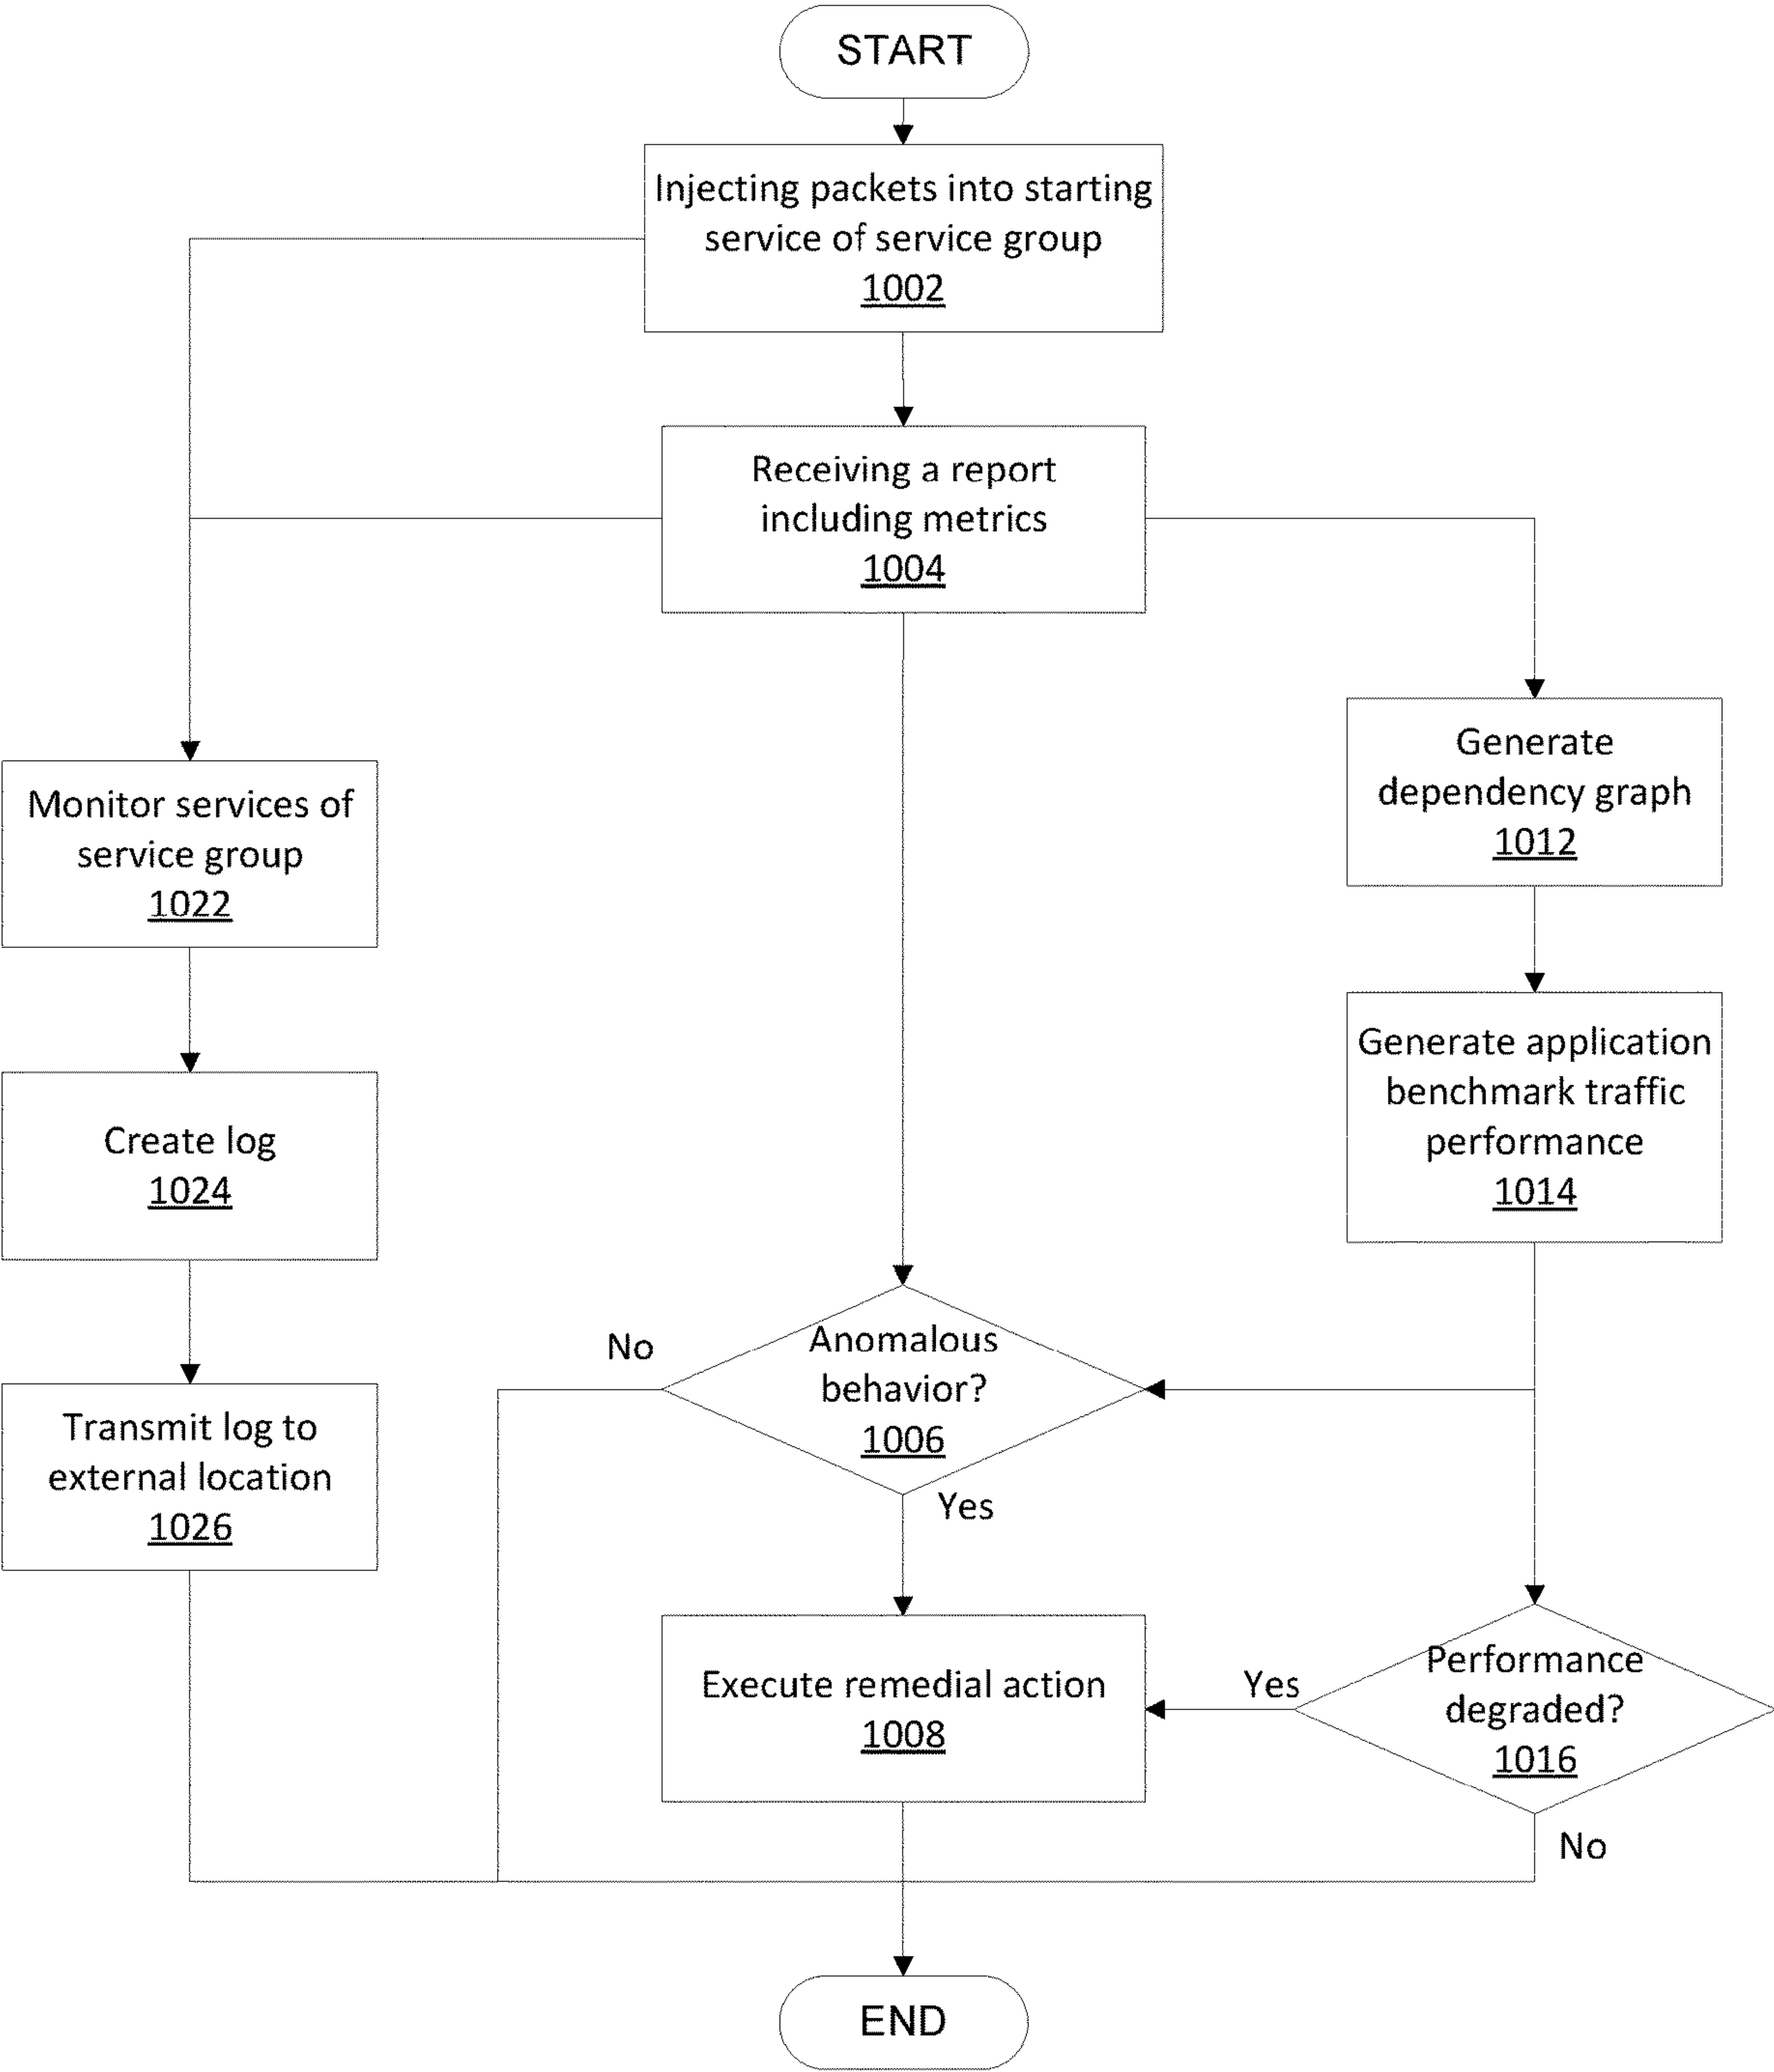 START
Injecting packets into starting
service of service group
1002
Receiving a report
including metrics
1004
Generate
dependency graph
1012
Monitor services of
service group
1022
Generate application
benchmark traffic
performance
1014
Create log
1024
No
Anomalous
behavior?
1006
Yes
Transmit log to
external location
1026
Execute remedial action
1008
Yes
Performance
degraded?
1016
No
END